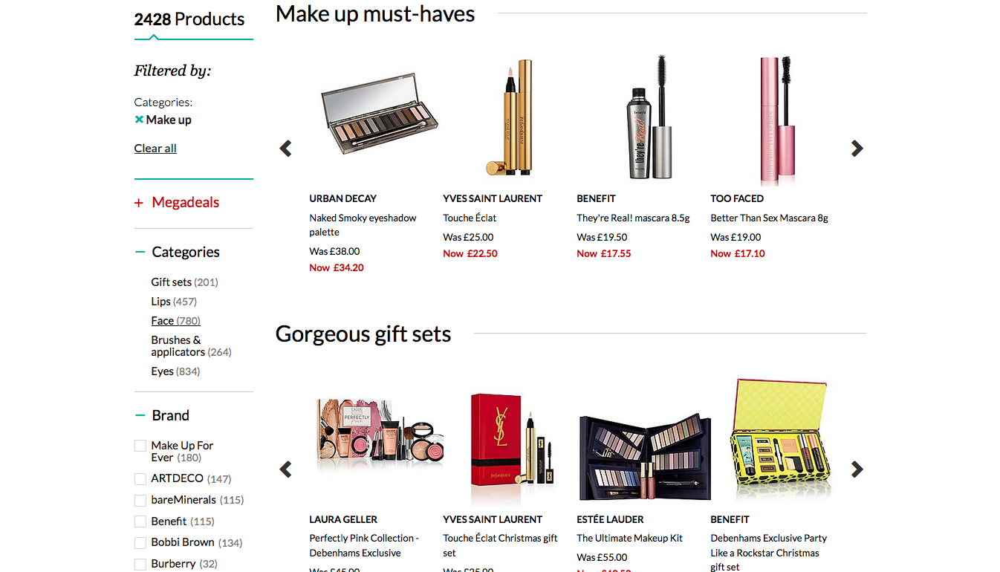 2428 Products
Filtered by:
Categories:
Make up
Clear all
+ Megadeals
Categories
Gift sets (201)
Lips (457)
Face (780)
Brushes &
applicators (264)
Eyes (834)
Brand
Make Up For
Ever (180)
ARTDECO (147)
bareMinerals (115)
Benefit (115)
Bobbi Brown (134)
Burberry (32)
Make up must-haves
URBAN DECAY
Naked Smoky eyeshadow
palette
Was £38.00
Now £34.20
YVES SAINT LAURENT
Touche Éclat
Was £25.00
Now £22.50
BENEFIT
They're Real! mascara 8.5g
Was £19.50
Now £17.55
TOO FACED
Better Than Sex Mascara 8g
Was £19.00
Now £17.10
Gorgeous gift sets
LAURA GELLER
Perfectly Pink Collection -
Debenhams Exclusive
Was £45.00
YVES SAINT LAURENT
Touche Éclat Christmas gift
set
Was £25.00
ESTÉE LAUDER
The Ultimate Makeup Kit
Was £55.00
BENEFIT
Debenhams Exclusive Party
Like a Rockstar Christmas
gift set